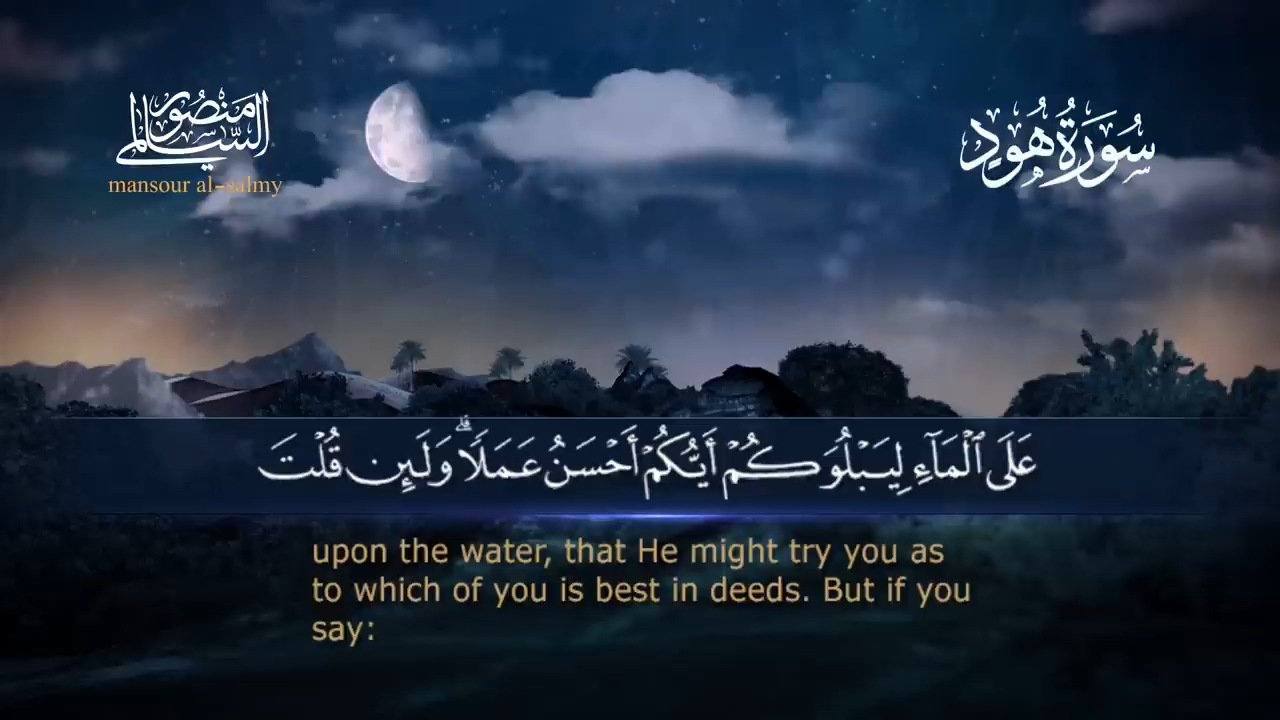 منصور
السالمي
mansour al-salmy
سُورَةُ هُودٍ
عَلَى ٱلْمَآءِ لِيَبْلُوَكُمْ أَيُّكُمْ أَحْسَنُ عَمَلًا ۗ وَلَئِن قُلْتَ
upon the water, that He might try you as
to which of you is best in deeds. But if you
say: